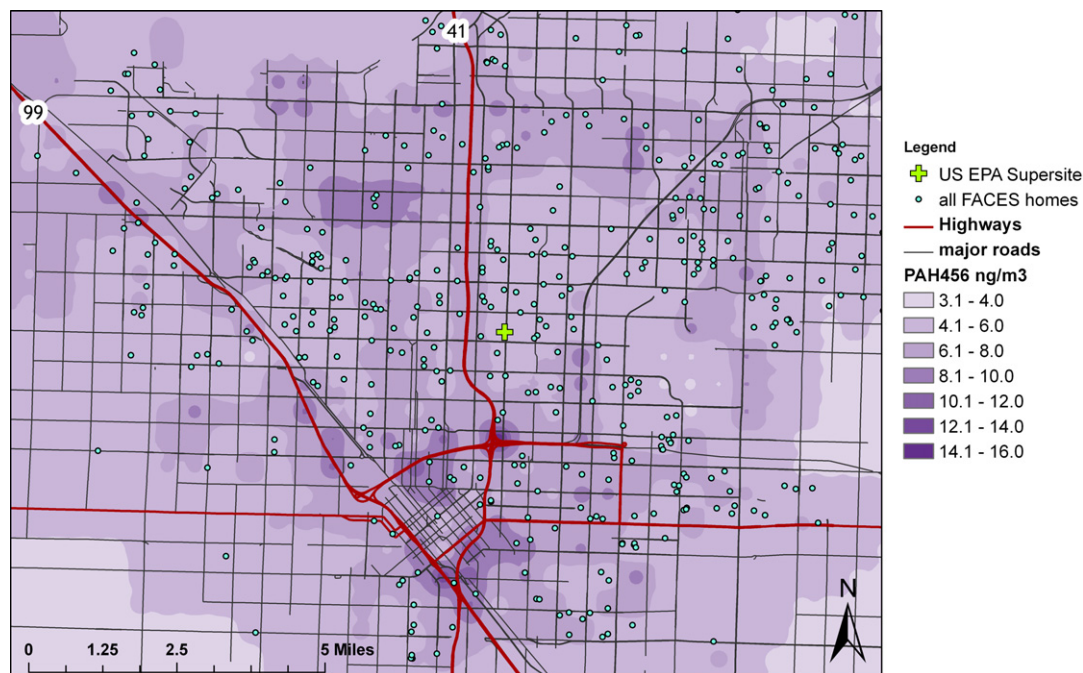 41
99
N
0 1.25 2.5 5 Miles
Legend
US EPA Supersite
all FACES homes
Highways
major roads
PAH456 ng/m3
3.1 - 4.0
4.1 - 6.0
6.1 - 8.0
8.1 - 10.0
10.1 - 12.0
12.1 - 14.0
14.1 - 16.0